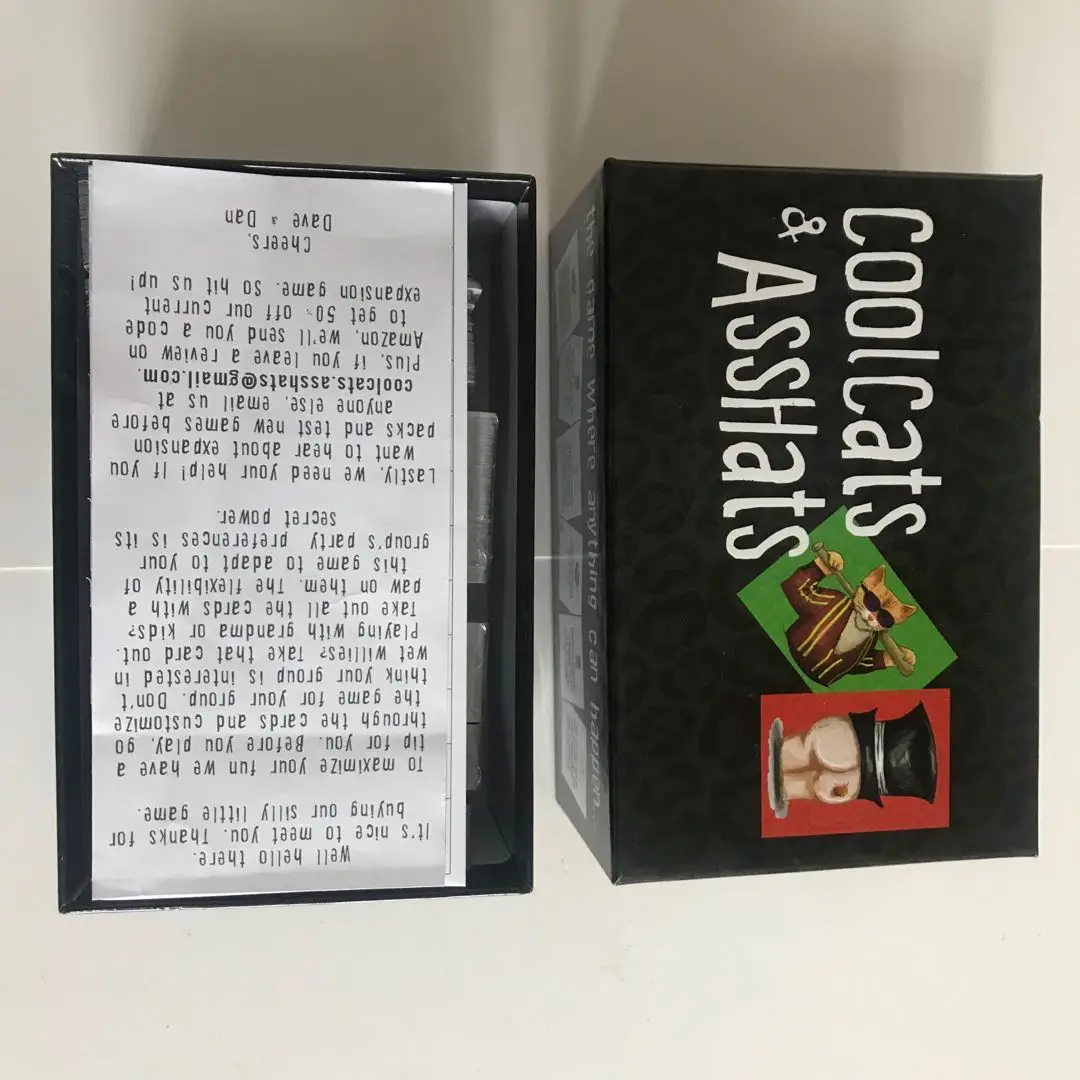 Well hello there.
It's nice to meet you. Thanks for
buying our silly little game.
To maximize your fun we have a
tip for you. Before you play, go
through the cards and customize
the game for your group. Don't
think your group is interested in
wet willies? Take that card out.
Playing with grandma or kids?
Take out all the cards with a
paw on them. The flexibility of
this game to adapt to your
group's party preferences is its
secret power.
Lastly, we need your help! If you
want to hear about expansion
packs and test new games before
anyone else, email us at
coolcats.asshats@gmail.com.
Plus, if you leave a review on
Amazon, we'll send you a code
to get 50% off our current
expansion game. So hit us up!
Cheers,
Dave & Dan
the game where anything can happen...
coolcats
& AssHats